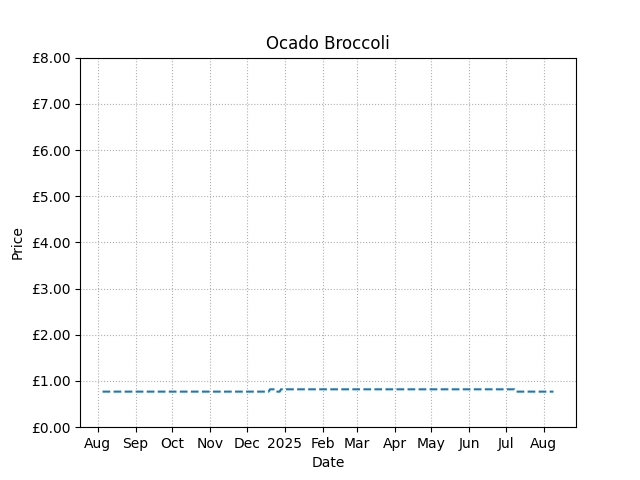 Ocado Broccoli
£8.00
£7.00
£6.00
£5.00
£4.00
£3.00
£2.00
£1.00
£0.00
Price
Aug Sep Oct Nov Dec 2025 Feb Mar Apr May Jun Jul Aug
Date